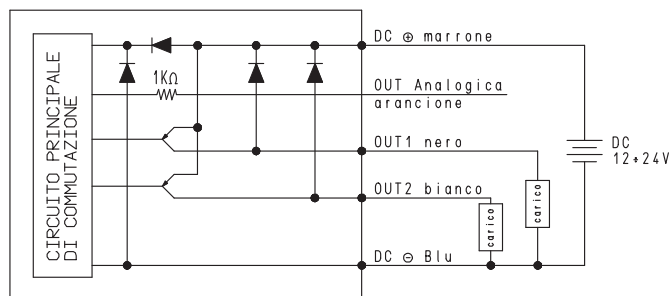 CIRCUITO PRINCIPALE
DI COMMUTAZIONE
1KΩ
DC ⊕ marrone
OUT Analogica
arancione
OUT1 nero
OUT2 bianco
DC ⊖ Blu
carico
carico
DC
12÷24V